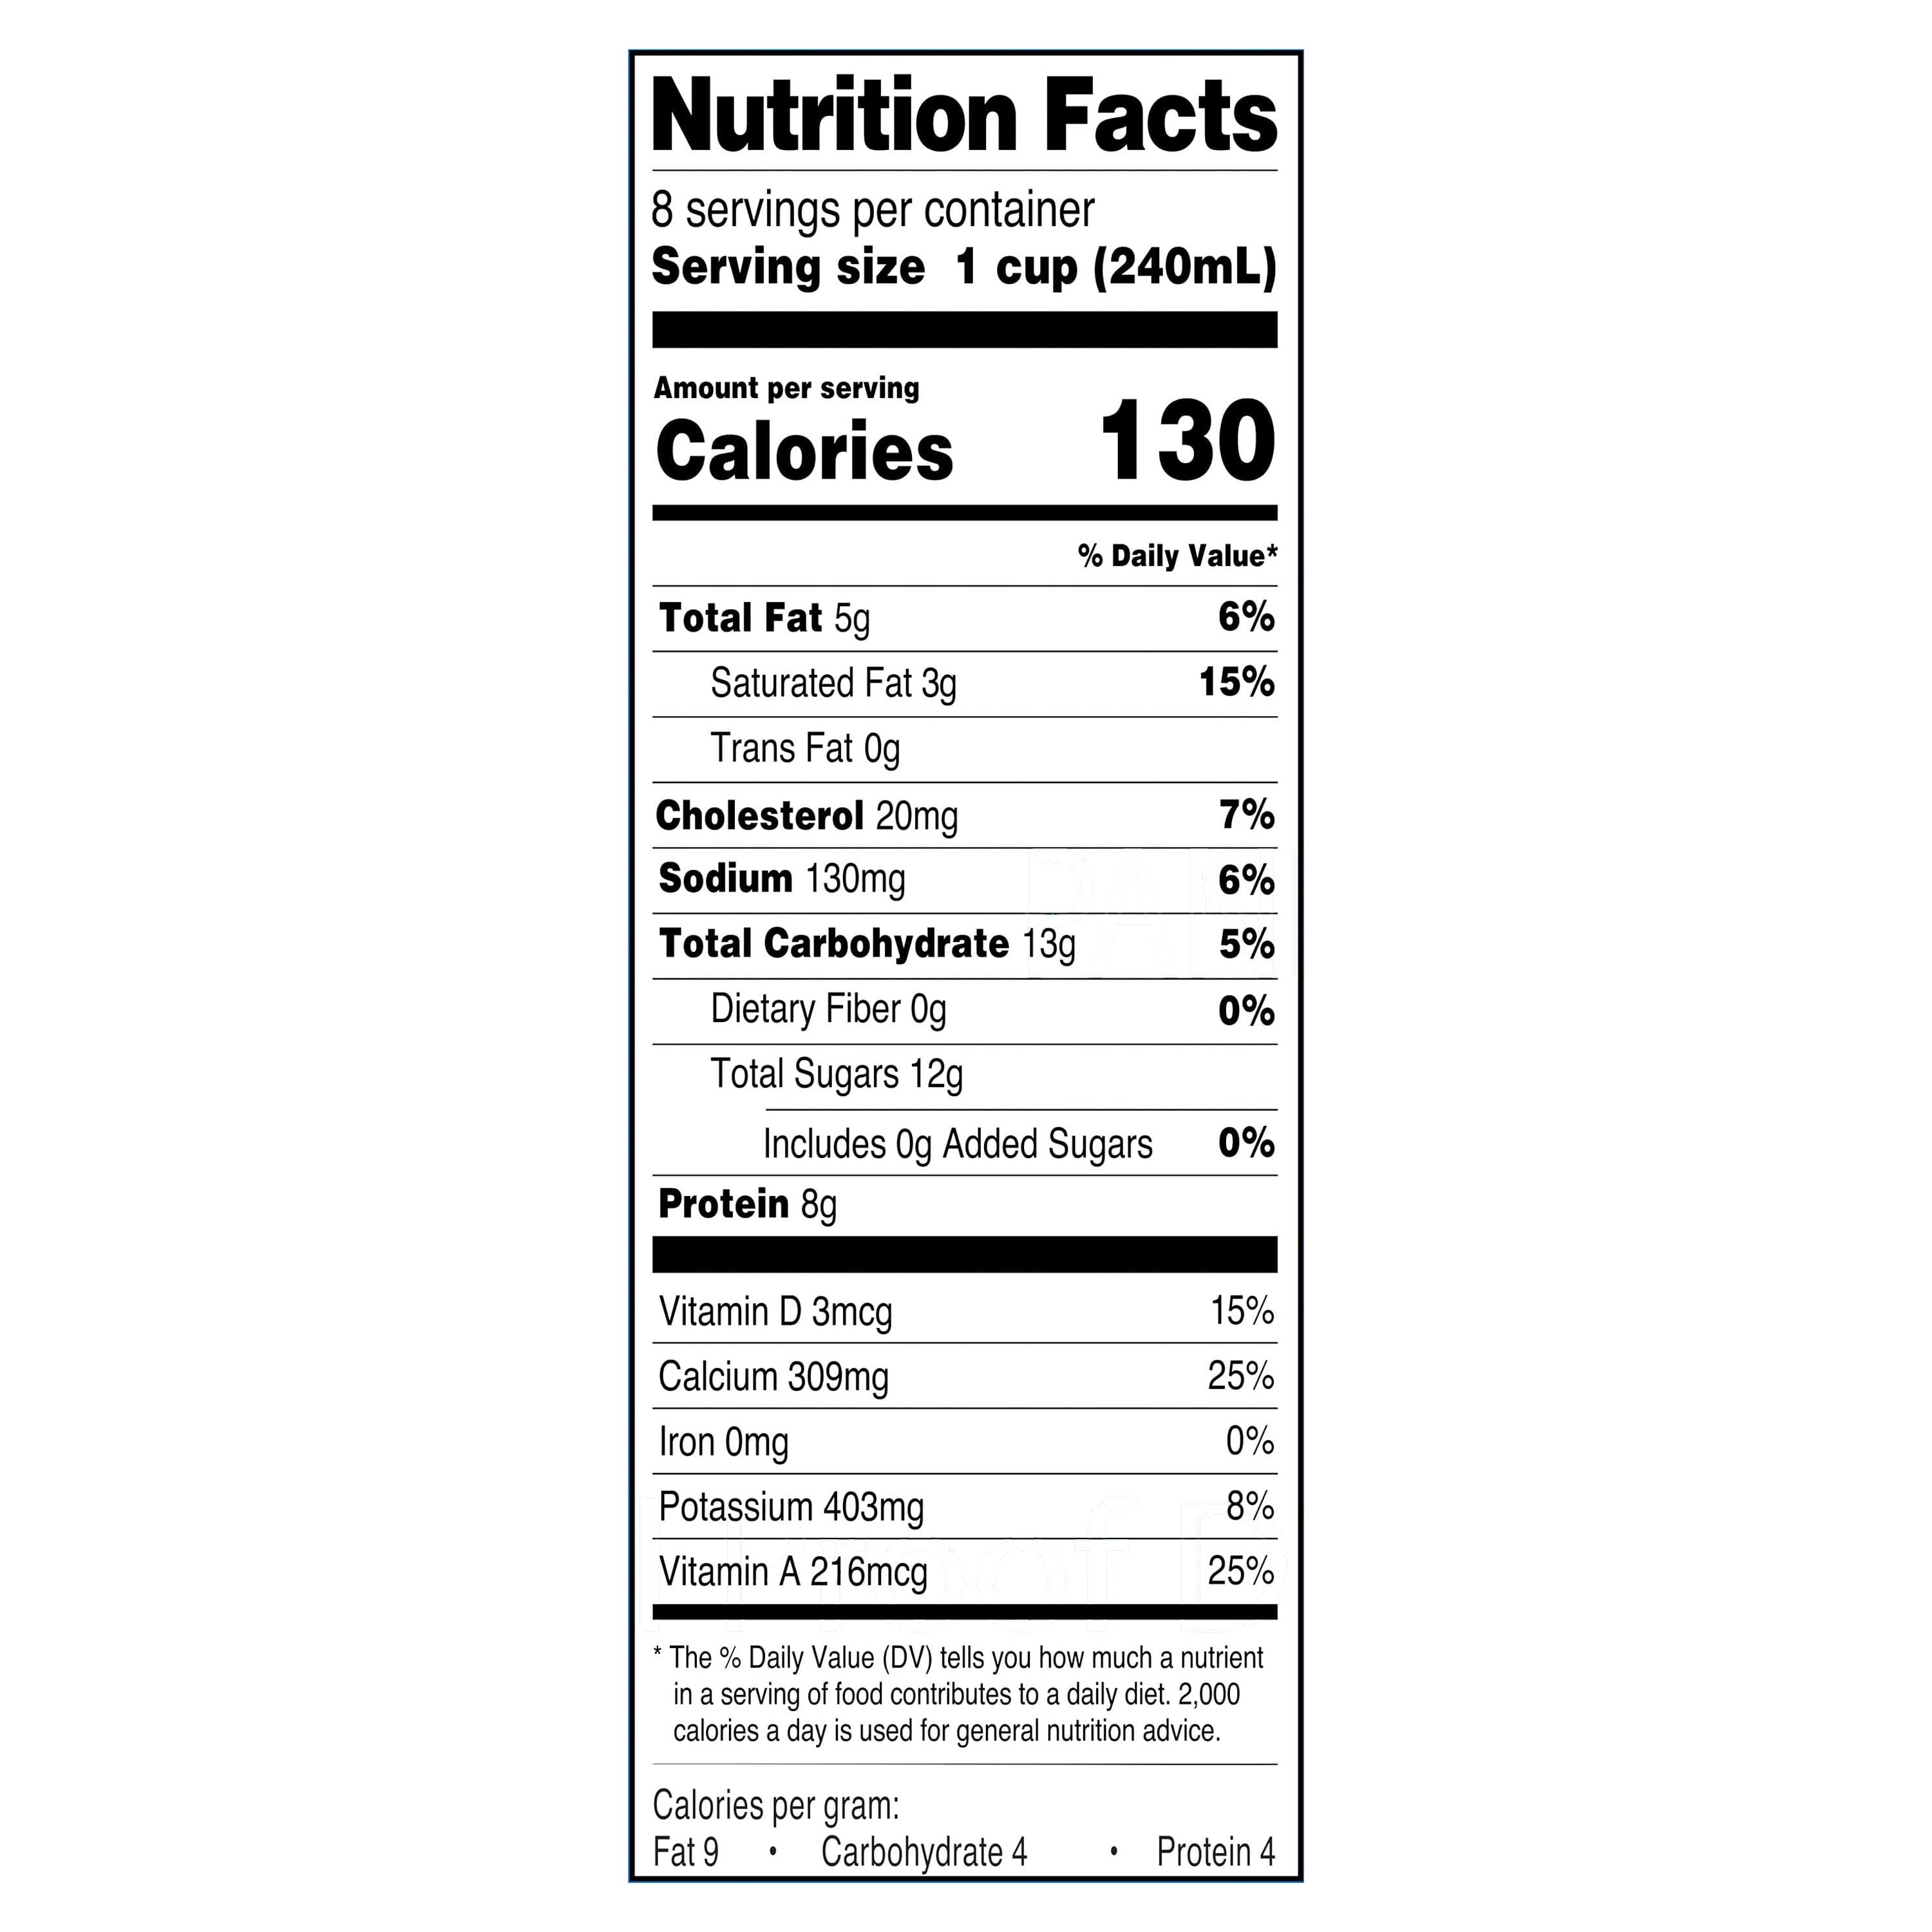 Nutrition Facts
8 servings per container
Serving size 1 cup (240mL)
Amount per serving
Calories 130
% Daily Value*
Total Fat 5g 6%
Saturated Fat 3g 15%
Trans Fat 0g
Cholesterol 20mg 7%
Sodium 130mg 6%
Total Carbohydrate 13g 5%
Dietary Fiber 0g 0%
Total Sugars 12g
Includes 0g Added Sugars 0%
Protein 8g
Vitamin D 3mcg 15%
Calcium 309mg 25%
Iron 0mg 0%
Potassium 403mg 8%
Vitamin A 216mcg 25%
* The % Daily Value (DV) tells you how much a nutrient
in a serving of food contributes to a daily diet. 2,000
calories a day is used for general nutrition advice.
Calories per gram:
Fat 9 • Carbohydrate 4 • Protein 4